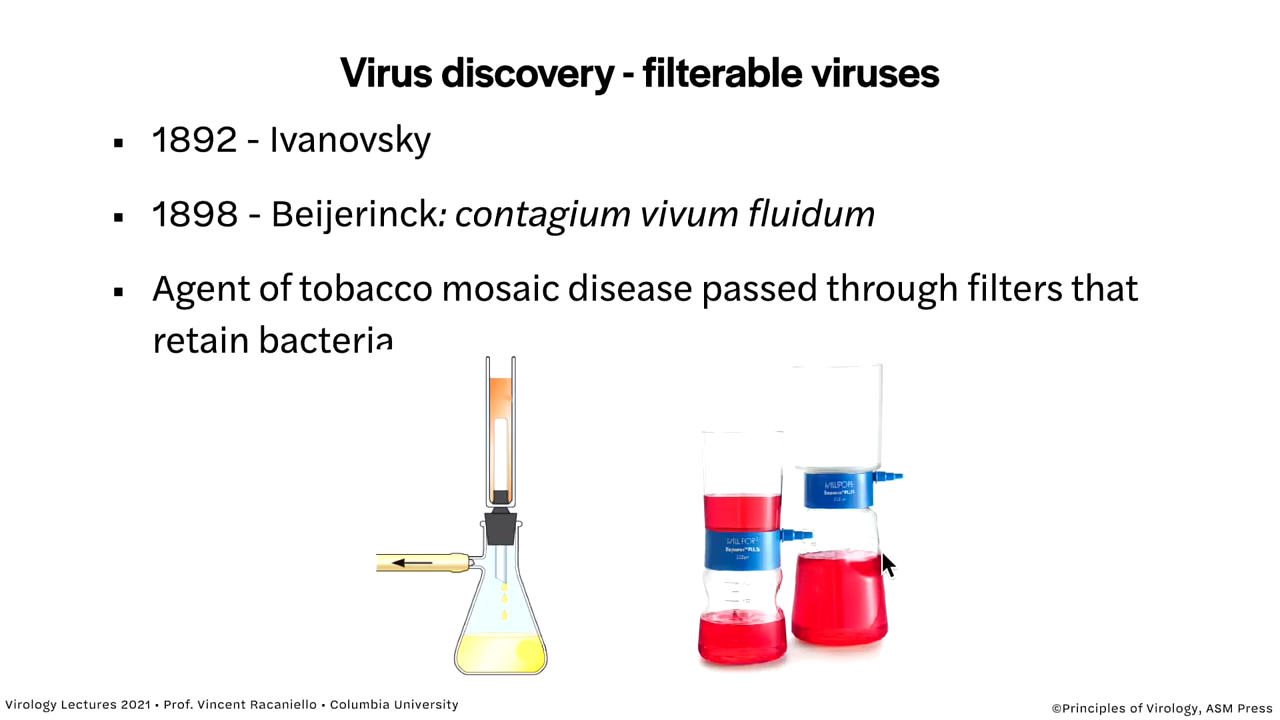 Virus discovery - filterable viruses
▪ 1892 - Ivanovsky
▪ 1898 - Beijerinck: contagium vivum fluidum
▪ Agent of tobacco mosaic disease passed through filters that
retain bacteria
MILLIPORE
Virology Lectures 2021 • Prof. Vincent Racaniello • Columbia University
©Principles of Virology, ASM Press